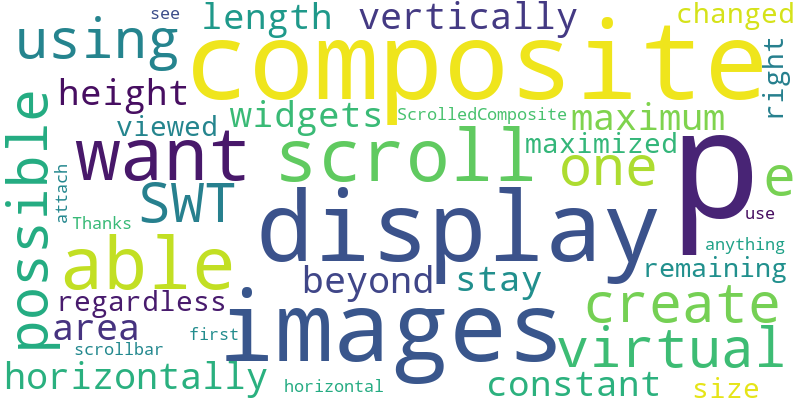 see
length
vertically
changed
using
composite
right
height
widgets
ScrolledComposite
maximum
viewed
possible
want
scroll
maximized
one
p
e
attach
SWT
display
use
Thanks
able
anything
beyond
stay
remaining
regardless
images
create
area
first
virtual
scrollbar
horizontally
horizontal
constant
size